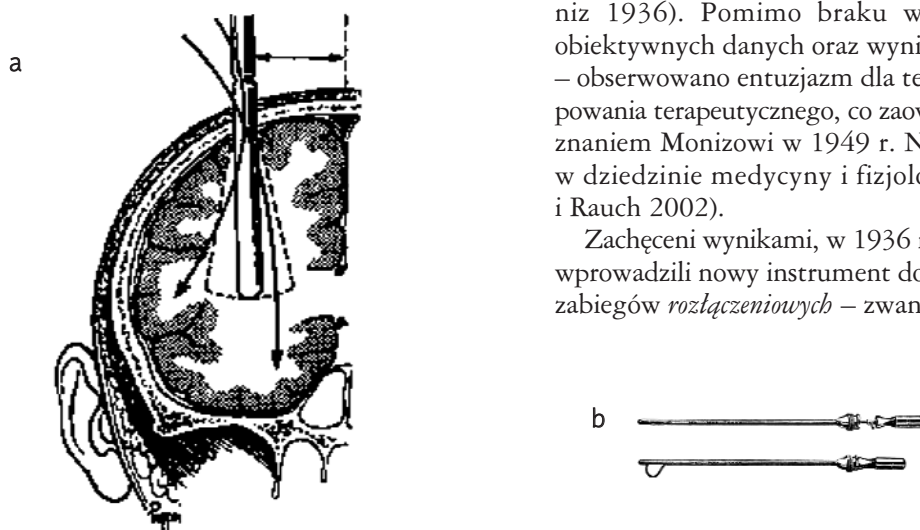 a
niz 1936). Pomimo braku w
obiektywnych danych oraz wyni
– obserwowano entuzjazm dla te
powania terapeutycznego, co zaow
znaniem Monizowi w 1949 r. N
w dziedzinie medycyny i fizjolo
i Rauch 2002).
Zachęceni wynikami, w 1936 r
wprowadzili nowy instrument do
zabiegów rozłączeniowych – zwan
b